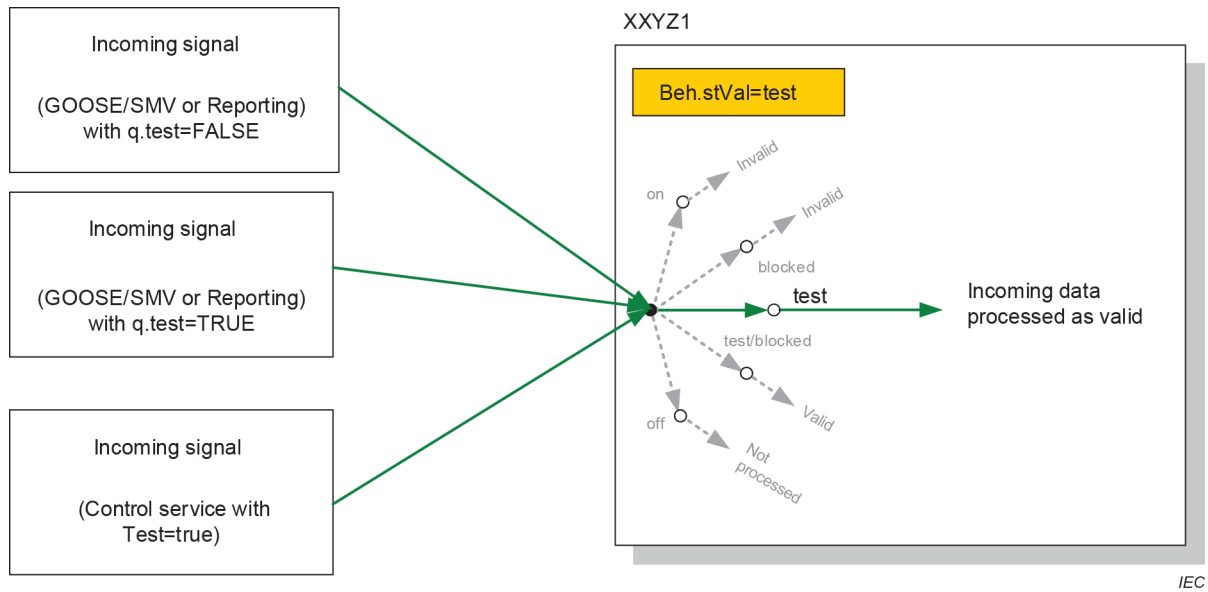 Incoming signal
(GOOSE/SMV or Reporting)
with q.test=FALSE
Incoming signal
(GOOSE/SMV or Reporting)
with q.test=TRUE
Incoming signal
(Control service with
Test=true)
XXYZ1
Beh.stVal=test
on
Invalid
Invalid
blocked
test
Incoming data
processed as valid
test/blocked
Valid
off
Not
processed
IEC